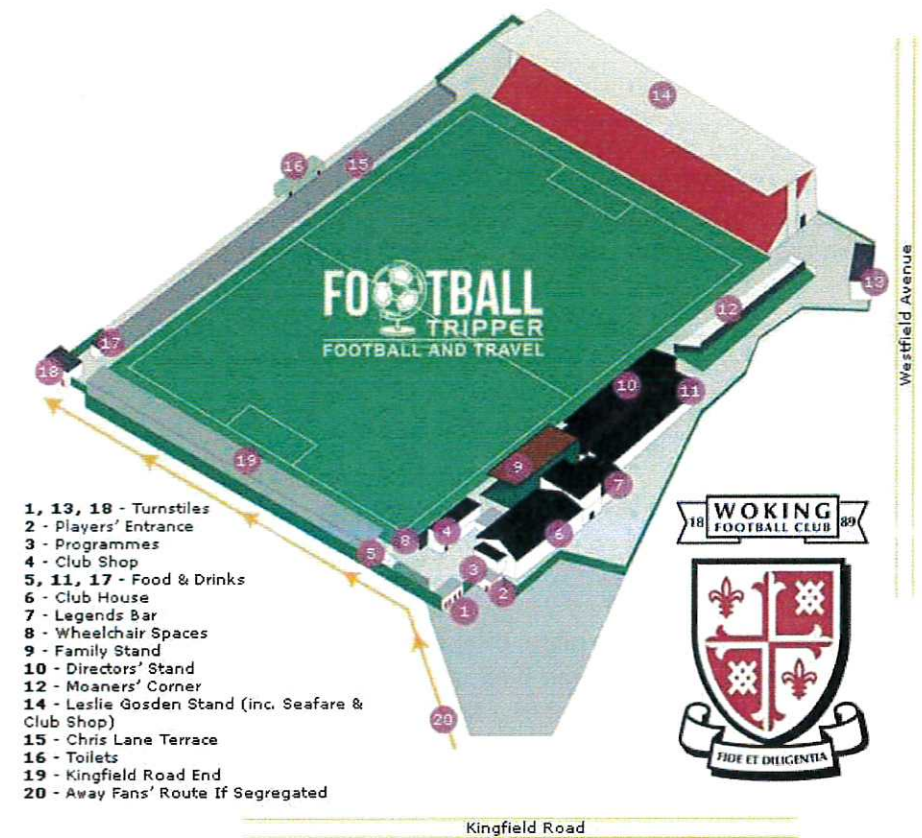 14
15
16
13
12
Westfield Avenue
FOOTBALL
TRIPPER
FOOTBALL AND TRAVEL
17
18
10
11
9
19
7
1, 13, 18 - Turnstiles
2 - Players' Entrance
3 - Programmes
4 - Club Shop
5, 11, 17 - Food & Drinks
6 - Club House
7 - Legends Bar
8 - Wheelchair Spaces
9 - Family Stand
10 - Directors' Stand
12 - Moaners' Corner
14 - Leslie Gosden Stand (inc. Seafare &
Club Shop)
15 - Chris Lane Terrace
16 - Toilets
19 - Kingfield Road End
20 - Away Fans' Route If Segregated
4
8
6
5
3
2
1
20
18 WOKING 89
FOOTBALL CLUB
FIDE ET DILIGENTIA
Kingfield Road